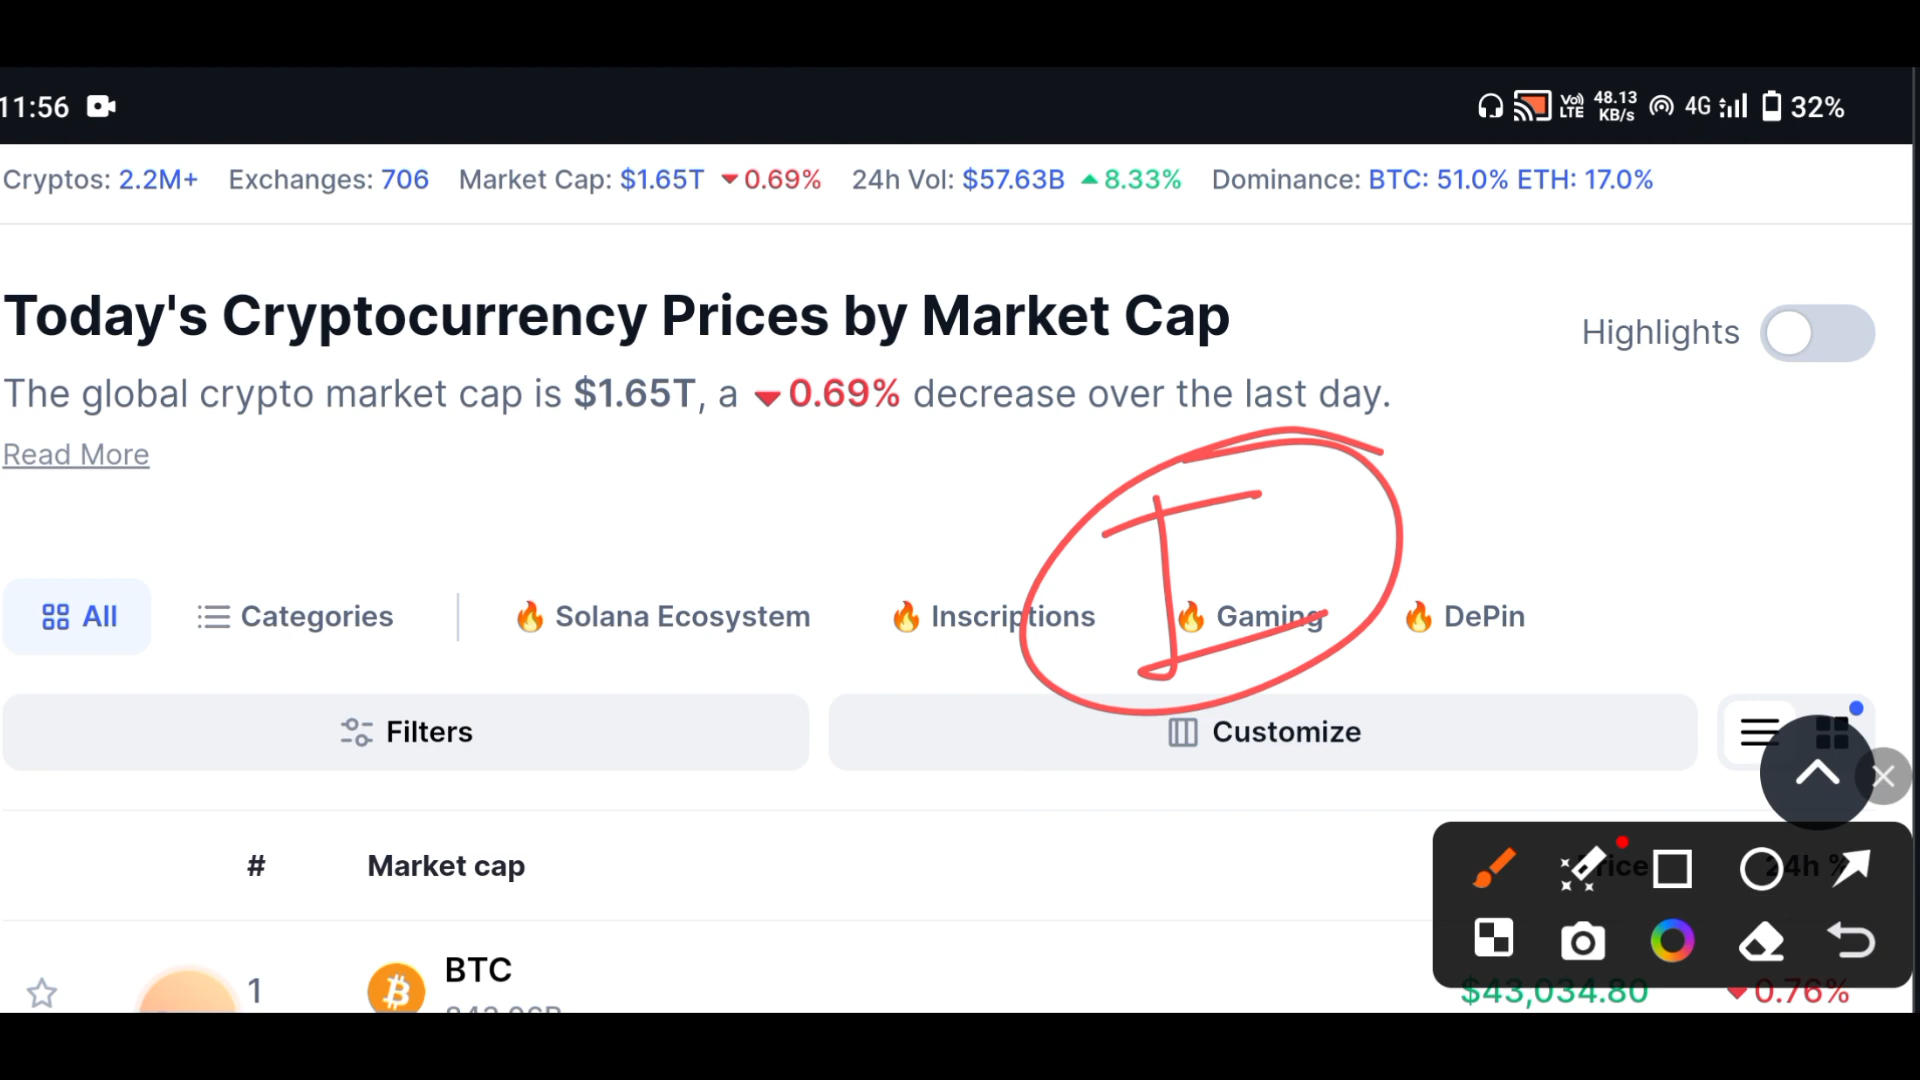 11:56 Vo) LTE 48.13 KB/s 4G 32%
Cryptos: 2.2M+ Exchanges: 706 Market Cap: $1.65T 0.69% 24h Vol: $57.63B 8.33% Dominance: BTC: 51.0% ETH: 17.0%
Today's Cryptocurrency Prices by Market Cap
Highlights
The global crypto market cap is $1.65T, a 0.69% decrease over the last day.
Read More
I
All Categories Solana Ecosystem Inscriptions Gaming DePin
Filters Customize
# Market cap 24h %
1 BTC
$43,034.80 0.76%